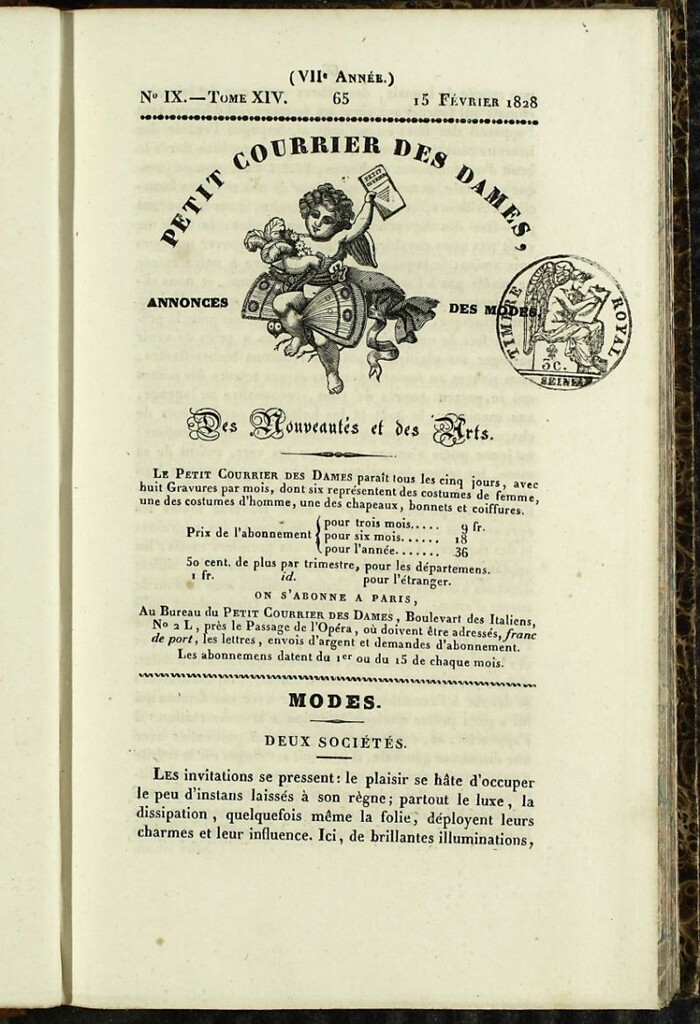 (VIIe ANNÉE.)
No IX.—TOME XIV. 65 15 FÉVRIER 1828
PETIT COURRIER DES DAMES,
PETIT
ANNONCES DES MODES,
TIMBRE ROYAL
5c.
SEINE
Des Nouveautés et des Arts.
LE PETIT COURRIER DES DAMES paraît tous les cinq jours, avec
huit Gravures par mois, dont six représentent des costumes de femme,
une des costumes d'homme, une des chapeaux, bonnets et coiffures.
Prix de l'abonnement { pour trois mois..... 9 fr.
pour six mois...... 18
pour l'année....... 36
50 cent. de plus par trimestre, pour les départemens.
1 fr. id. pour l'étranger.
ON S'ABONNE A PARIS,
Au Bureau du PETIT COURRIER DES DAMES, Boulevart des Italiens,
No 2 L, près le Passage de l'Opéra, où doivent être adressés, franc
de port, les lettres, envois d'argent et demandes d'abonnement.
Les abonnemens datent du 1er ou du 15 de chaque mois.
MODES.
DEUX SOCIÉTÉS.
LES invitations se pressent: le plaisir se hâte d'occuper
le peu d'instans laissés à son règne; partout le luxe, la
dissipation, quelquefois même la folie, déployent leurs
charmes et leur influence. Ici, de brillantes illuminations,